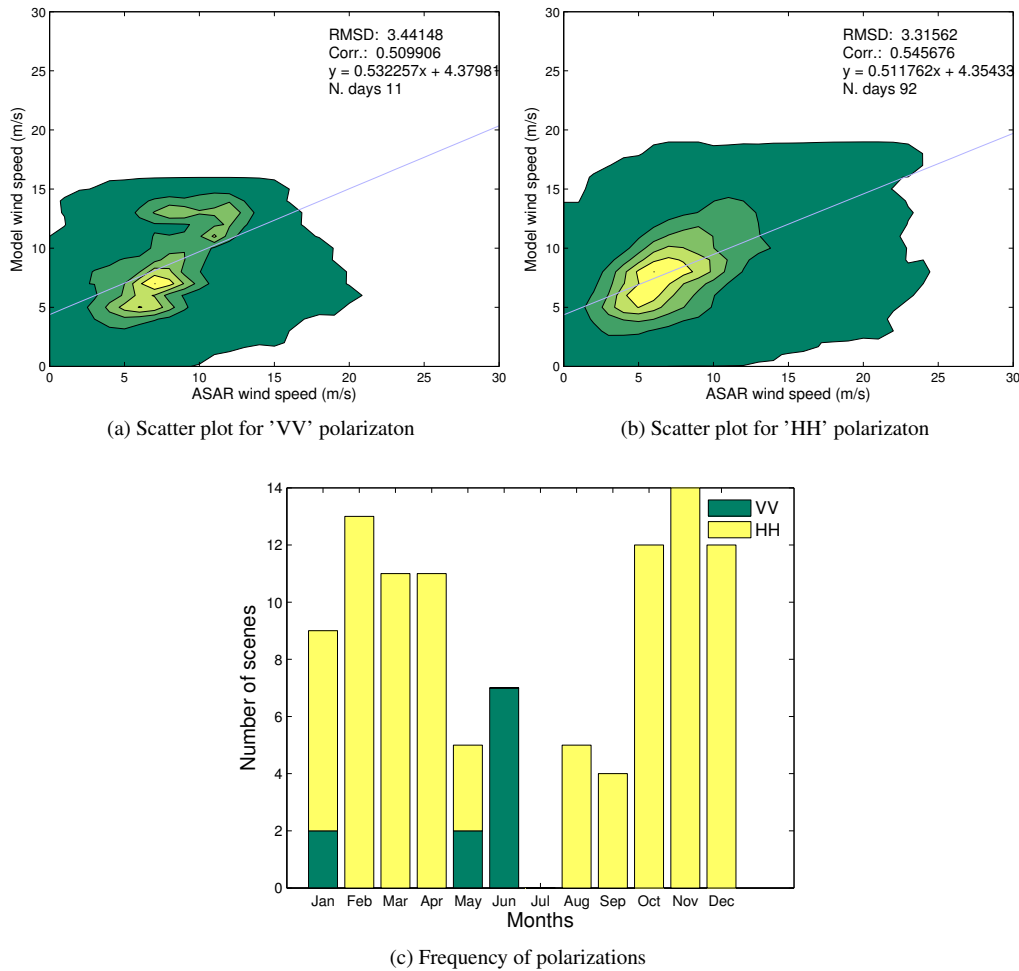 30
25
20
15
10
5
0
0 5 10 15 20 25 30
Model wind speed (m/s)
ASAR wind speed (m/s)
RMSD: 3.44148
Corr.: 0.509906
y = 0.532257x + 4.37981
N. days 11
(a) Scatter plot for 'VV' polarizaton
30
25
20
15
10
5
0
0 5 10 15 20 25 30
Model wind speed (m/s)
ASAR wind speed (m/s)
RMSD: 3.31562
Corr.: 0.545676
y = 0.511762x + 4.35433
N. days 92
(b) Scatter plot for 'HH' polarizaton
14
12
10
8
6
4
2
0
Number of scenes
VV
HH
Jan Feb Mar Apr May Jun Jul Aug Sep Oct Nov Dec
Months
(c) Frequency of polarizations